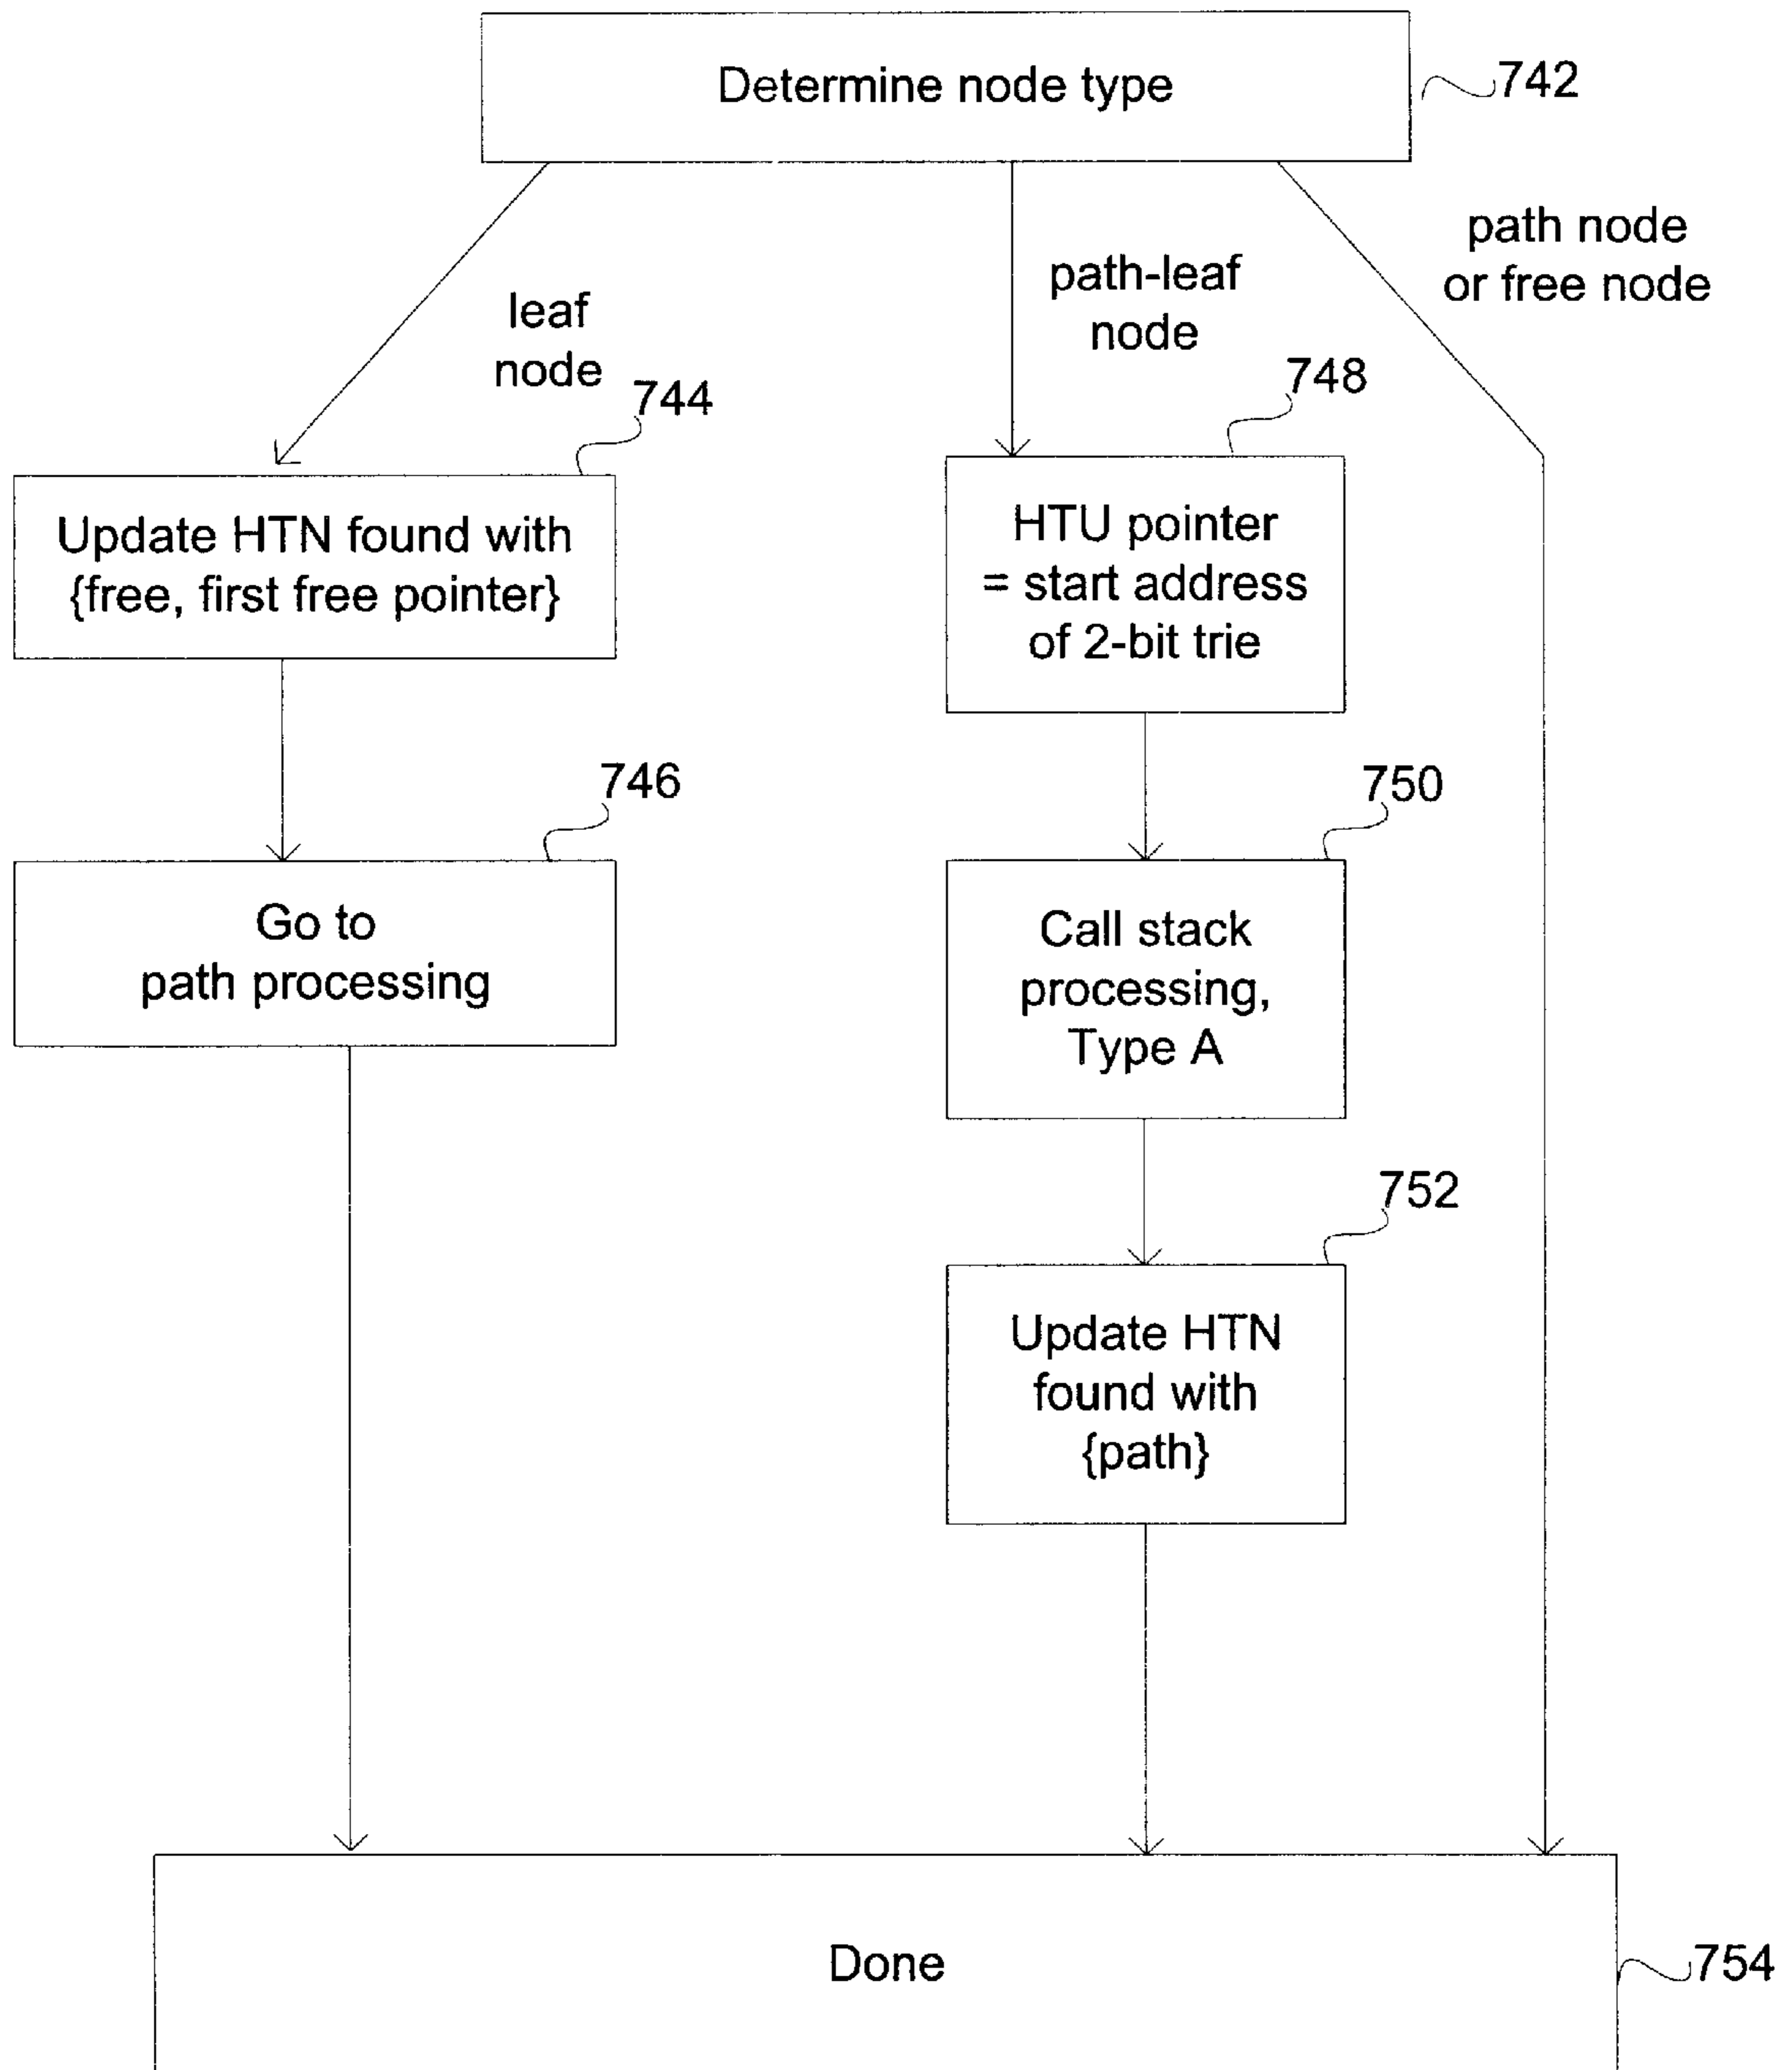 Determine node type
742
path node
or free node
path-leaf
node
leaf
node
748
744
HTU pointer
= start address
of 2-bit trie
Update HTN found with
{free, first free pointer}
746
750
Go to
path processing
Call stack
processing,
Type A
752
Update HTN
found with
{path}
Done
754